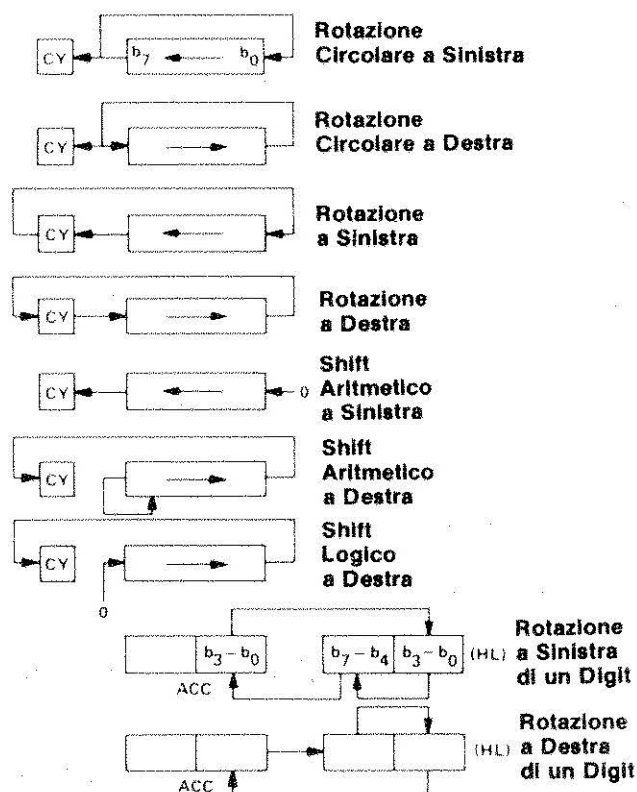 CY
b7
b0
Rotazione
Circolare a Sinistra
CY
Rotazione
Circolare a Destra
CY
Rotazione
a Sinistra
CY
Rotazione
a Destra
CY
0
Shift
Aritmetico
a Sinistra
CY
Shift
Aritmetico
a Destra
CY
0
Shift
Logico
a Destra
b3-b0
ACC
b7-b4
b3-b0
(HL)
Rotazione
a Sinistra
di un Digit
ACC
(HL)
Rotazione
a Destra
di un Digit